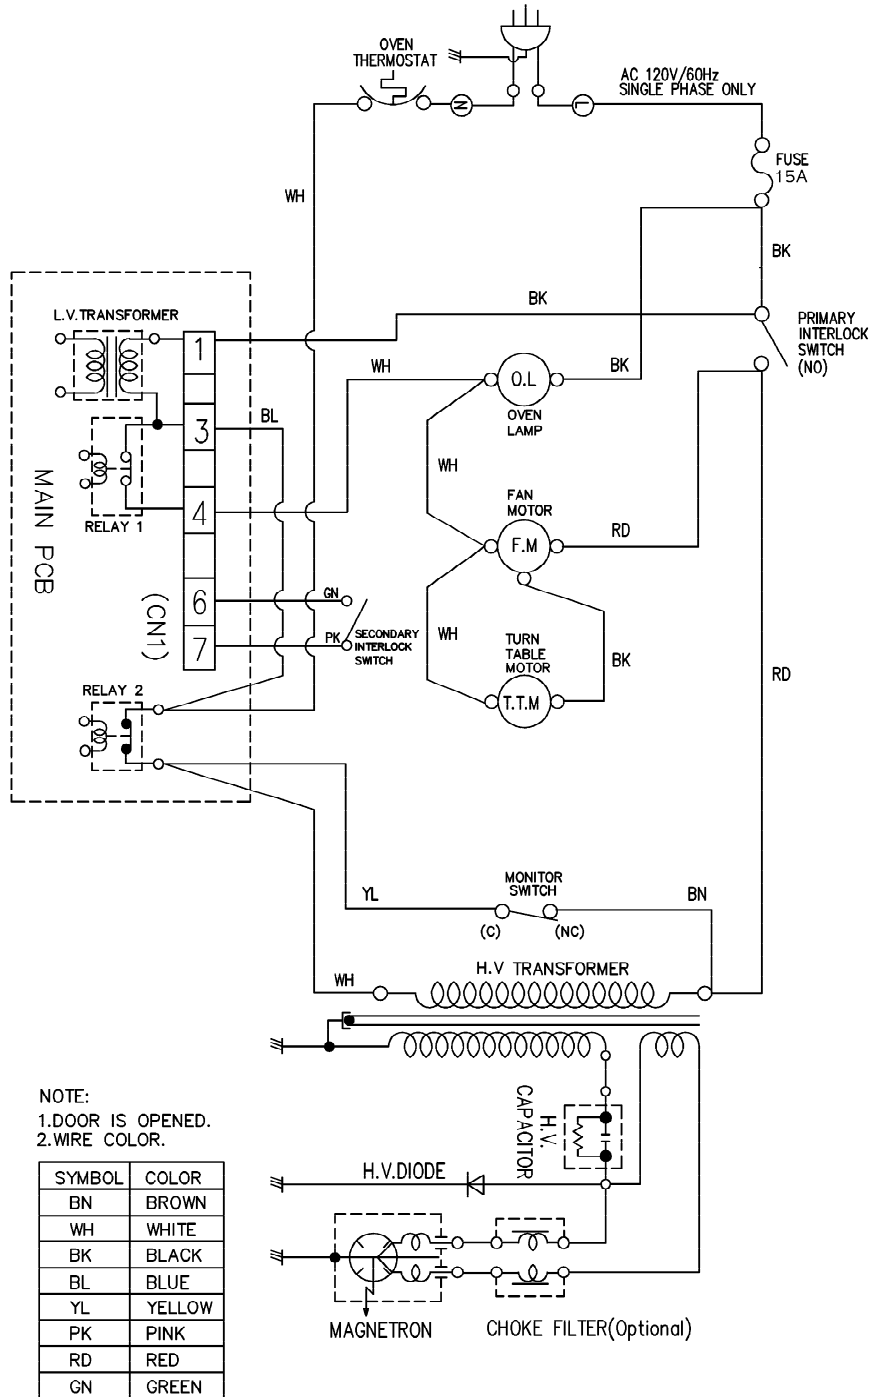 OVEN
THERMOSTAT
N
L
AC 120V/60Hz
SINGLE PHASE ONLY
FUSE
15A
WH
BK
L.V.TRANSFORMER
BK
PRIMARY
INTERLOCK
SWITCH
(NO)
1
WH
O.L
BK
OVEN
LAMP
3
BL
WH
MAIN PCB
RELAY 1
4
FAN
MOTOR
F.M
RD
(CN1)
6
GN
7
PK
SECONDARY
INTERLOCK
SWITCH
WH
TURN
TABLE
MOTOR
T.T.M
BK
RD
RELAY 2
YL
MONITOR
SWITCH
BN
(C)
(NC)
WH
H.V TRANSFORMER
H.V.
CAPACITOR
H.V.DIODE
MAGNETRON
CHOKE FILTER(Optional)
NOTE:
1.DOOR IS OPENED.
2.WIRE COLOR.
SYMBOL COLOR
BN BROWN
WH WHITE
BK BLACK
BL BLUE
YL YELLOW
PK PINK
RD RED
GN GREEN